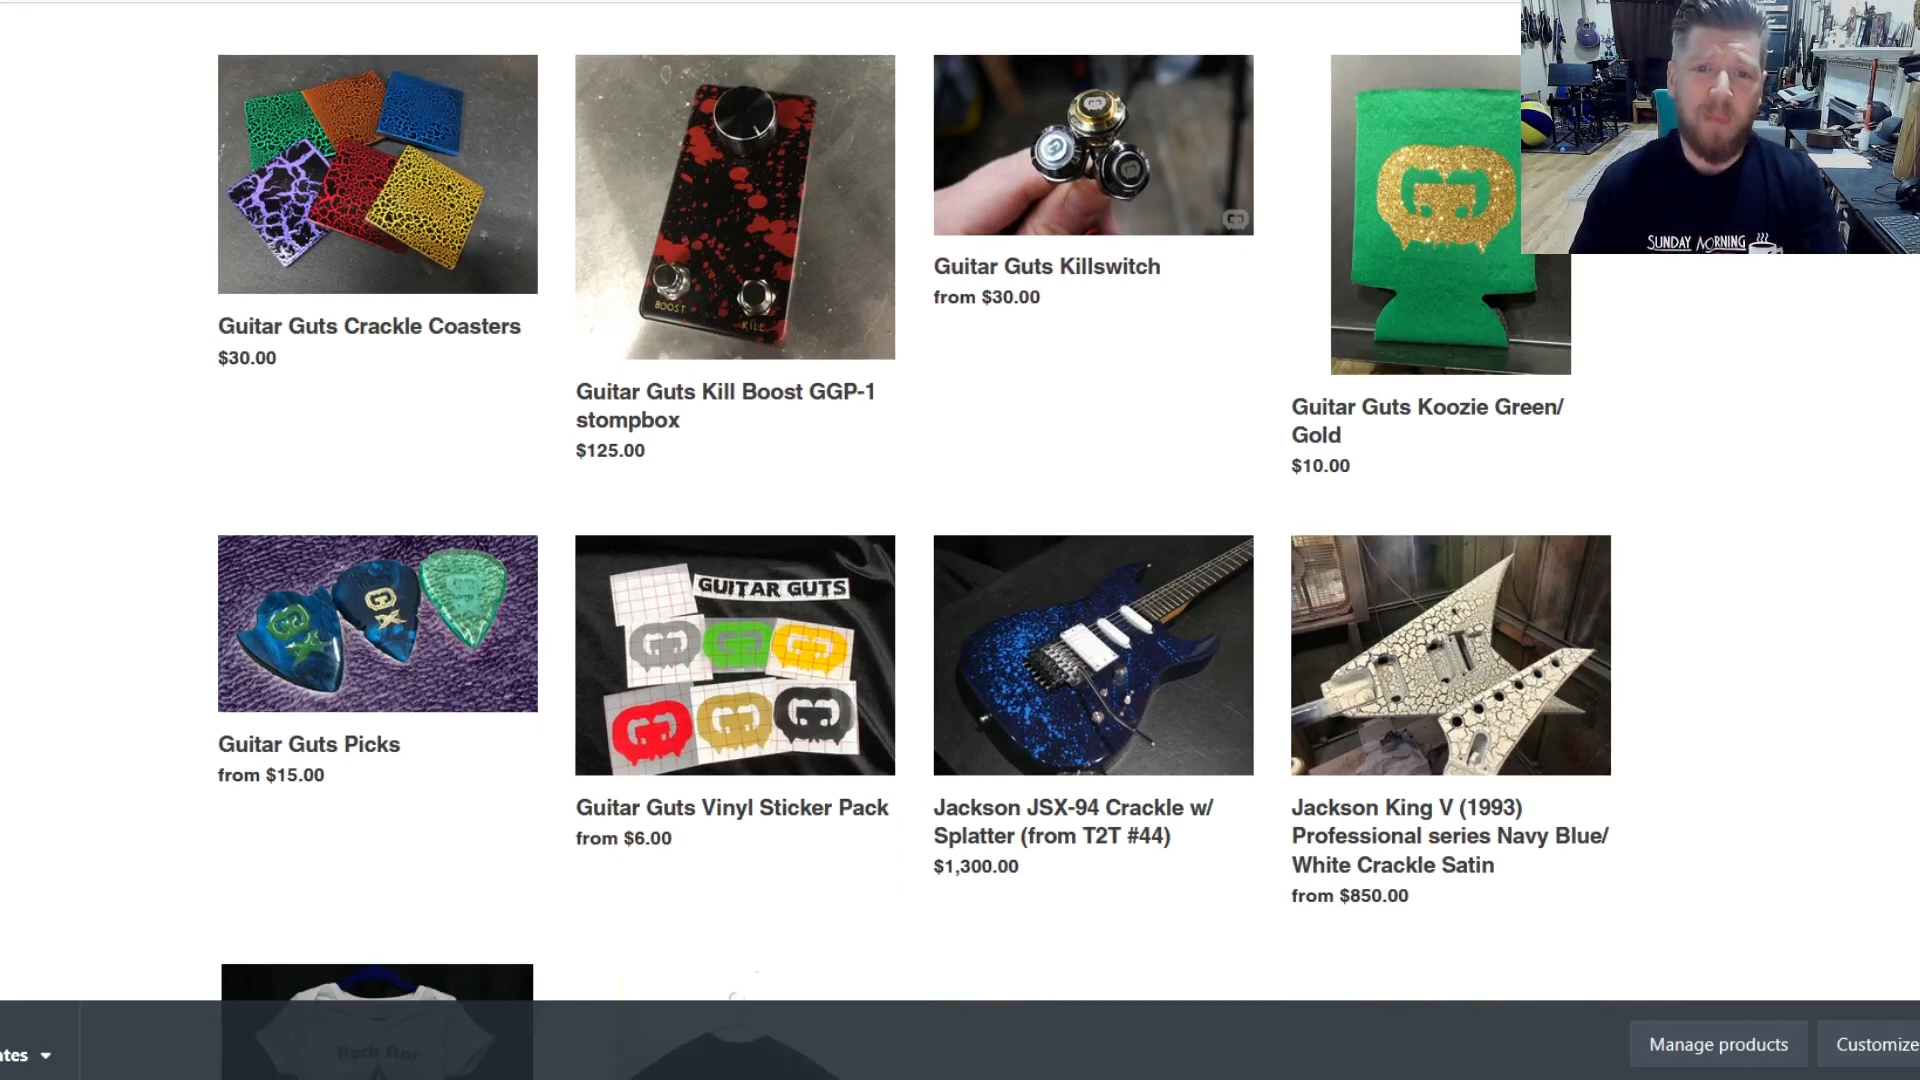 SUNDAY MORNING
BOOST
KILL
Guitar Guts Crackle Coasters
$30.00
Guitar Guts Kill Boost GGP-1
stompbox
$125.00
Guitar Guts Killswitch
from $30.00
Guitar Guts Koozie Green/
Gold
$10.00
GUITAR GUTS
Guitar Guts Picks
from $15.00
Guitar Guts Vinyl Sticker Pack
from $6.00
Jackson JSX-94 Crackle w/
Splatter (from T2T #44)
$1,300.00
Jackson King V (1993)
Professional series Navy Blue/
White Crackle Satin
from $850.00
Rock Star
ates
Manage products
Customize